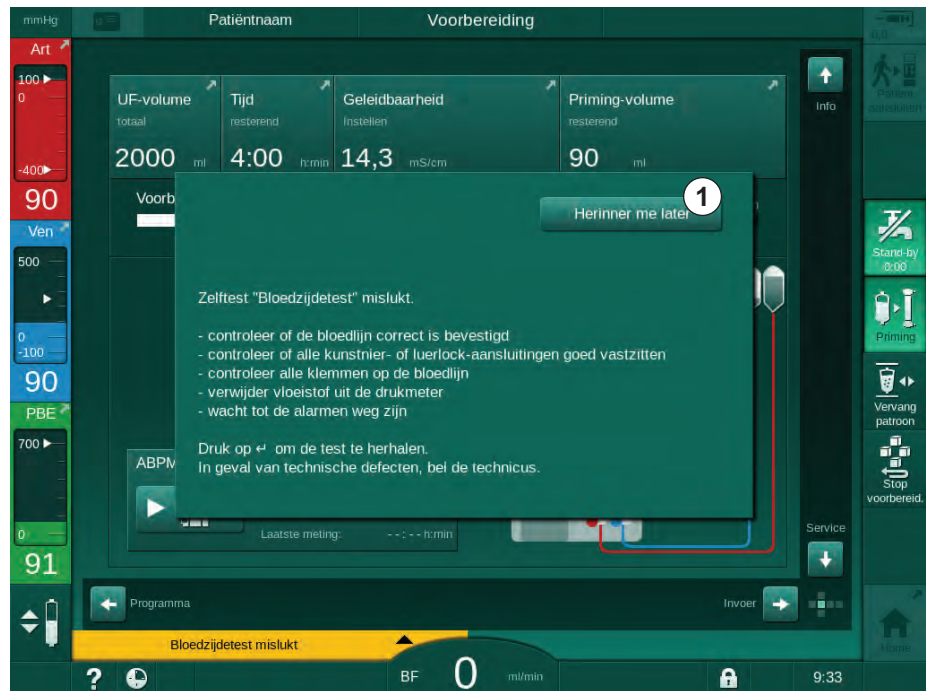 mmHg
Patiëntnaam
Voorbereiding
0,0
Art
100
0
-400
90
Ven
500
0
-100
90
PBE
700
0
91
UF-volume
totaal
2000 ml
Tijd
resterend
4:00 h:min
Geleidbaarheid
Instellen
14,3 mS/cm
Priming-volume
resterend
90 ml
Voorb
1
Herinner me later
Zelftest "Bloedzijdetest" mislukt.
- controleer of de bloedlijn correct is bevestigd
- controleer of alle kunstnier- of luerlock-aansluitingen goed vastzitten
- controleer alle klemmen op de bloedlijn
- verwijder vloeistof uit de drukmeter
- wacht tot de alarmen weg zijn
Druk op ↵ om de test te herhalen.
In geval van technische defecten, bel de technicus.
ABPM
Laatste meting: --:-- h:min
Info
Service
Programma
Invoer
Bloedzijdetest mislukt
? BF 0 ml/min 9:33
Patiënt
aansluiten
Stand-by
0:00
Priming
Vervang
patroon
Stop
voorbereid.
Home